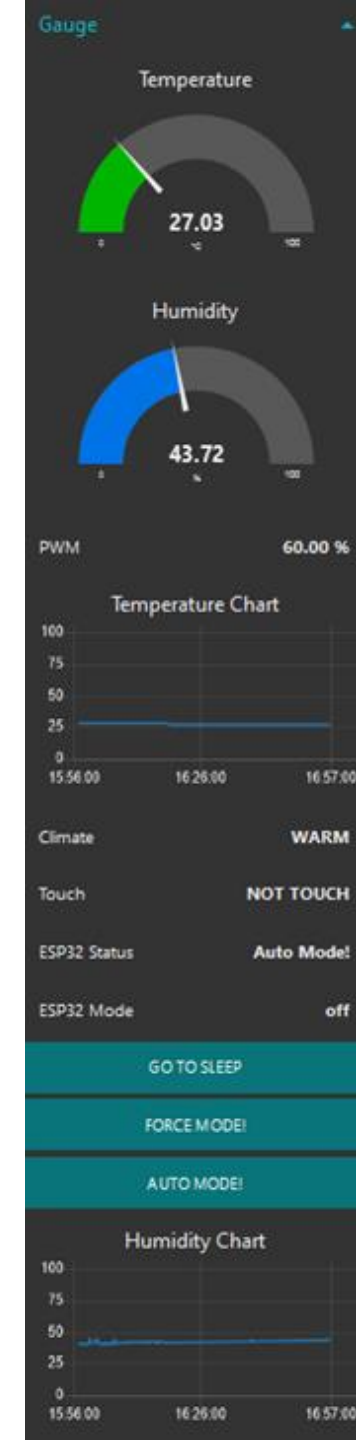 Gauge
Temperature
27.03
0 °C 100
Humidity
43.72
0 % 100
PWM 60.00 %
Temperature Chart
100
75
50
25
0
15:56:00 16:26:00 16:57:00
Climate WARM
Touch NOT TOUCH
ESP32 Status Auto Mode!
ESP32 Mode off
GO TO SLEEP
FORCE MODE!
AUTO MODE!
Humidity Chart
100
75
50
25
0
15:56:00 16:26:00 16:57:00